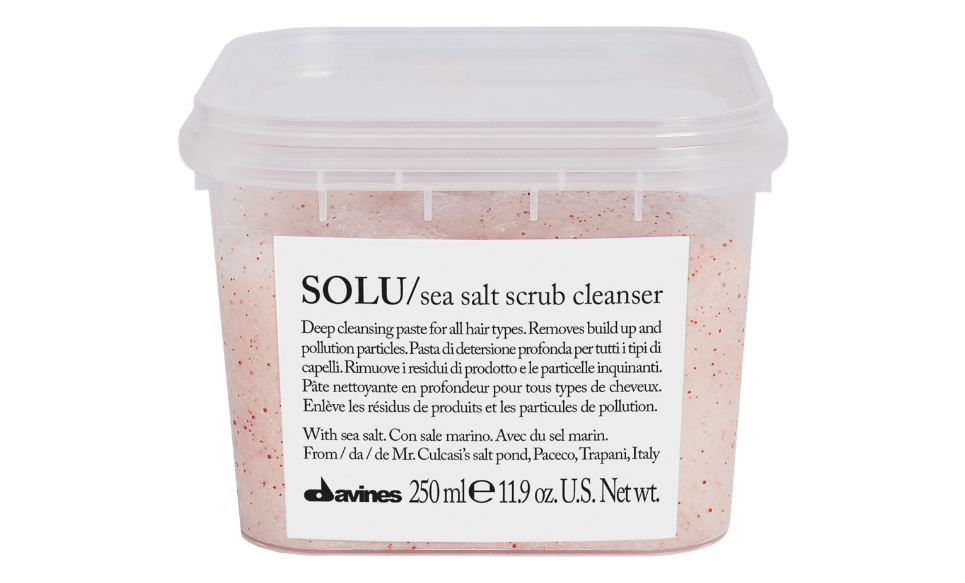 SOLU/sea salt scrub cleanser
Deep cleansing paste for all hair types. Removes build up and
pollution particles. Pasta di detersione profonda per tutti i tipi di
capelli. Rimuove i residui di prodotto e le particelle inquinanti.
Pâte nettoyante en profondeur pour tous types de cheveux.
Enlève les résidus de produits et les particules de pollution.
With sea salt. Con sale marino. Avec du sel marin.
From / da / de Mr. Culcasi's salt pond, Paceco, Trapani, Italy
davines 250 ml ℮ 11.9 oz. U.S. Net wt.